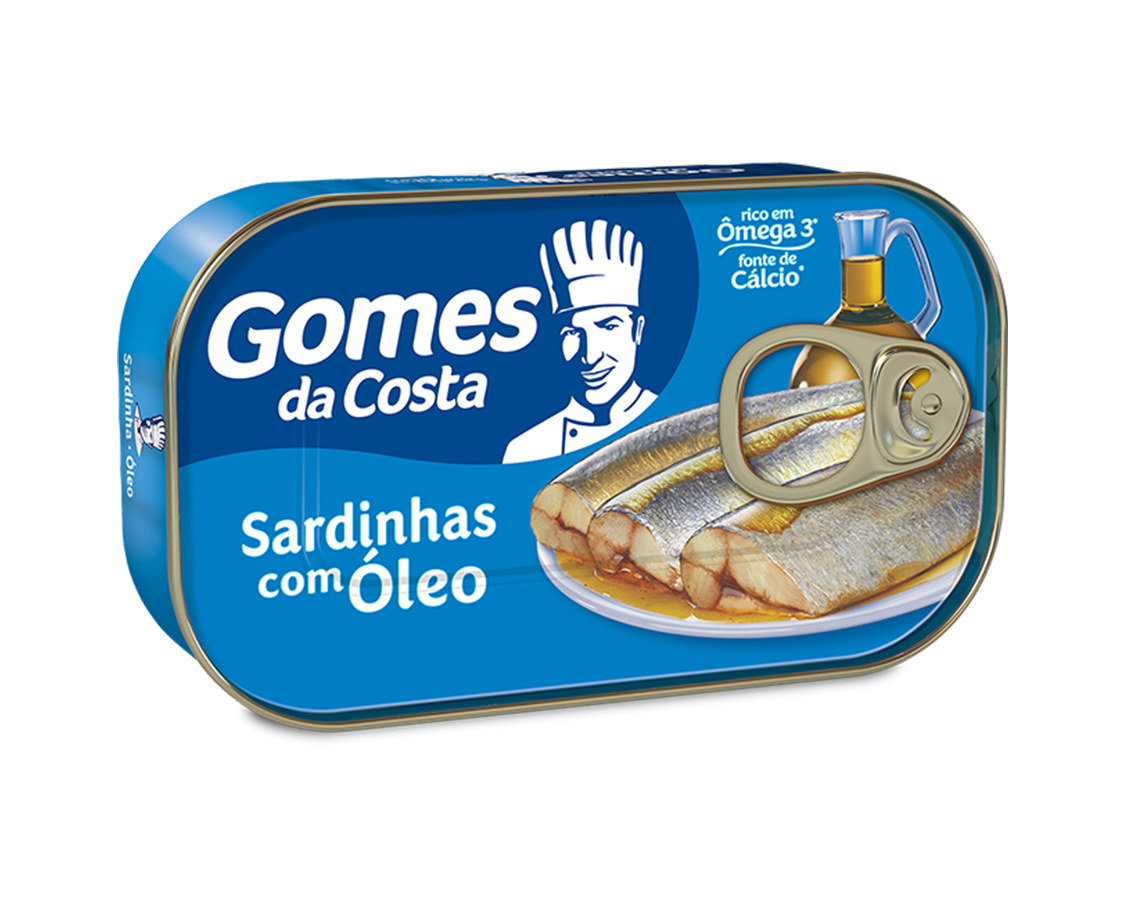 Gomes
da Costa
rico em
Ômega 3*
fonte de
Cálcio*
Sardinhas
com Óleo
Sardinha · Óleo